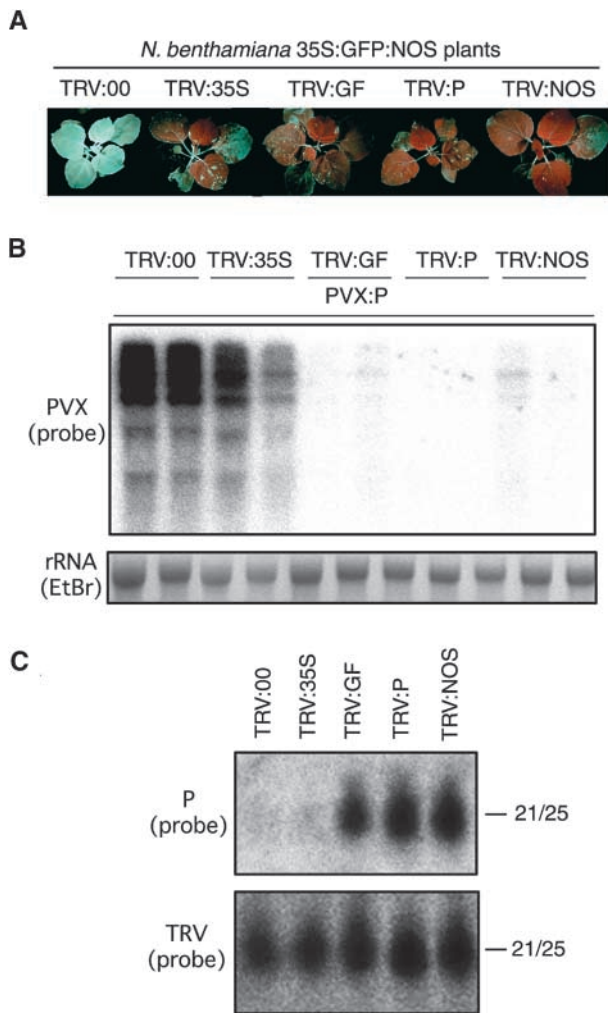 A
N. benthamiana 35S:GFP:NOS plants
TRV:00 TRV:35S TRV:GF TRV:P TRV:NOS
B
TRV:00 TRV:35S TRV:GF TRV:P TRV:NOS
PVX:P
PVX
(probe)
rRNA
(EtBr)
C
TRV:00 TRV:35S TRV:GF TRV:P TRV:NOS
P
(probe)
21/25
TRV
(probe)
21/25